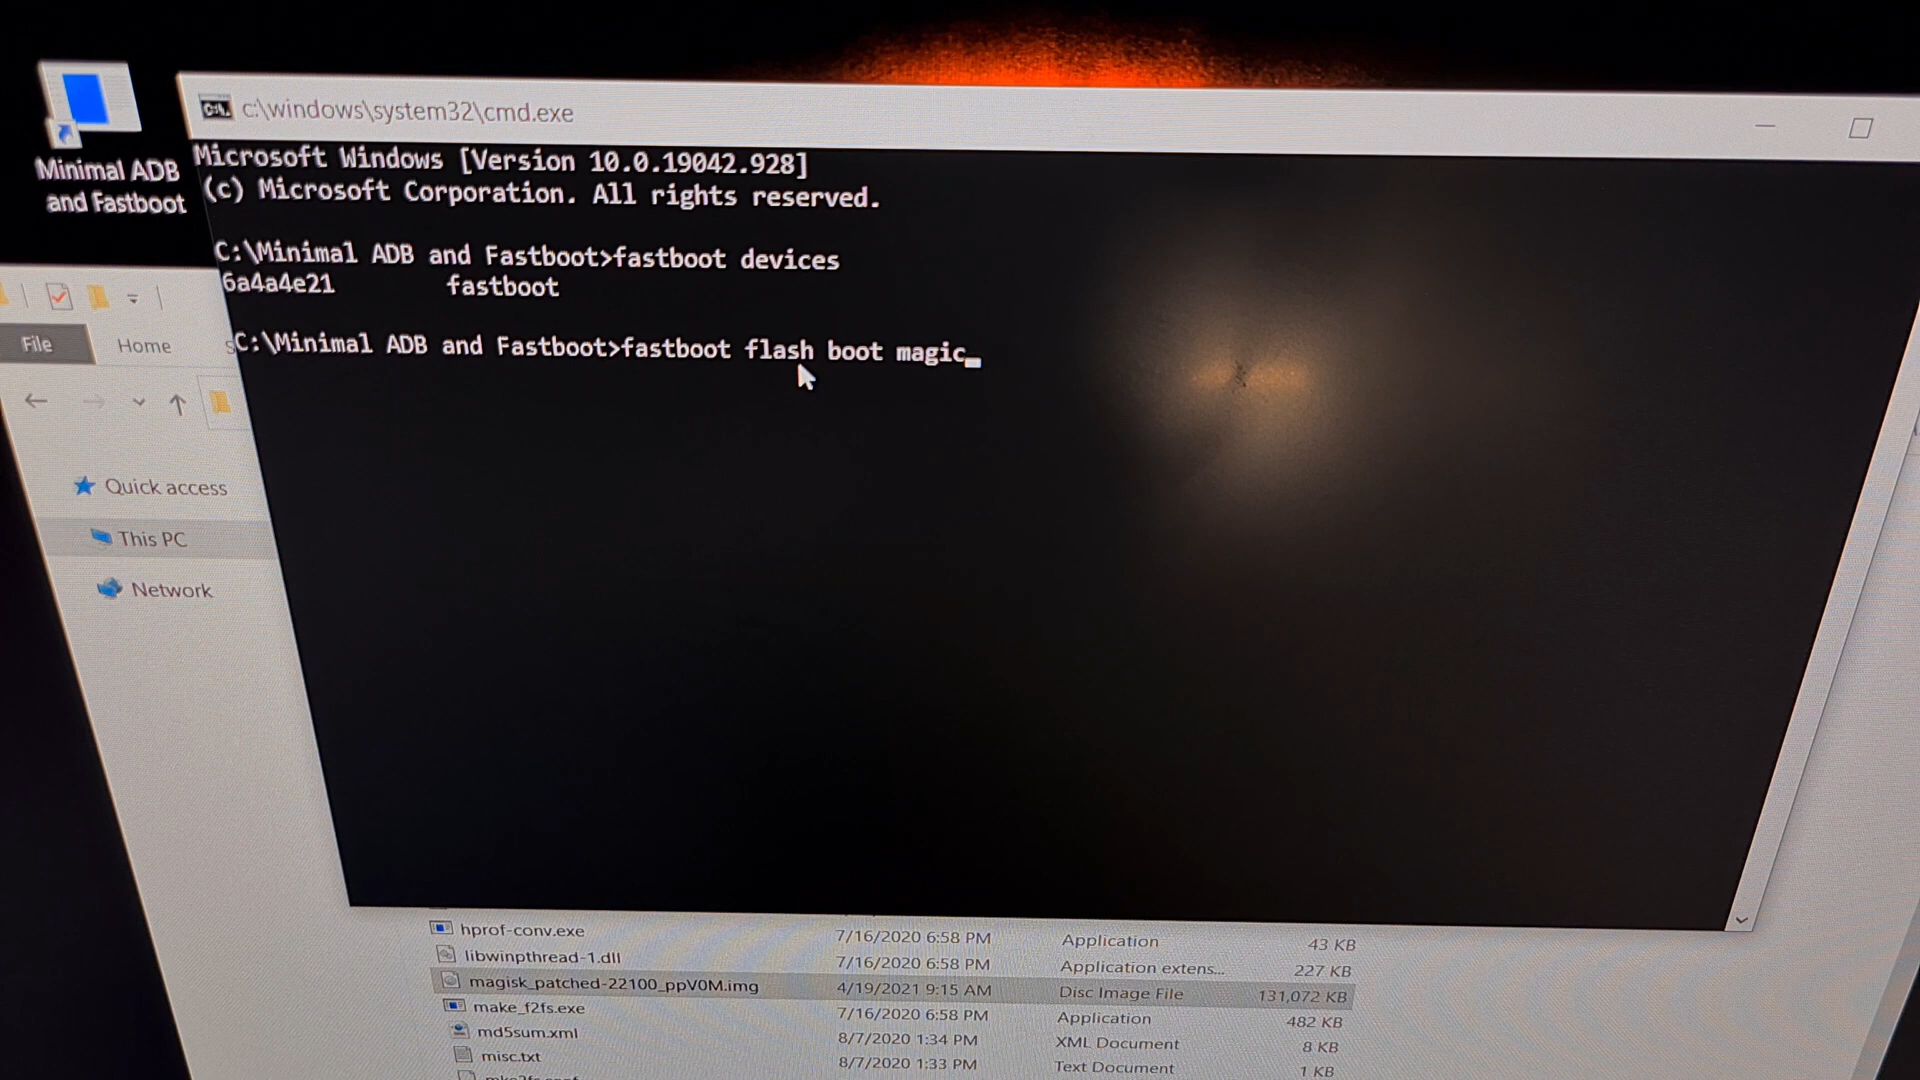 Minimal ADB
and Fastboot
c:\windows\system32\cmd.exe
Microsoft Windows [Version 10.0.19042.928]
(c) Microsoft Corporation. All rights reserved.
C:\Minimal ADB and Fastboot>fastboot devices
6a4a4e21 fastboot
C:\Minimal ADB and Fastboot>fastboot flash boot magic
File Home
Quick access
This PC
Network
hprof-conv.exe 7/16/2020 6:58 PM Application 43 KB
libwinpthread-1.dll 7/16/2020 6:58 PM Application extens... 227 KB
magisk_patched-22100_ppV0M.img 4/19/2021 9:15 AM Disc Image File 131,072 KB
make_f2fs.exe 7/16/2020 6:58 PM Application 482 KB
md5sum.xml 8/7/2020 1:34 PM XML Document 8 KB
misc.txt 8/7/2020 1:33 PM Text Document 1 KB